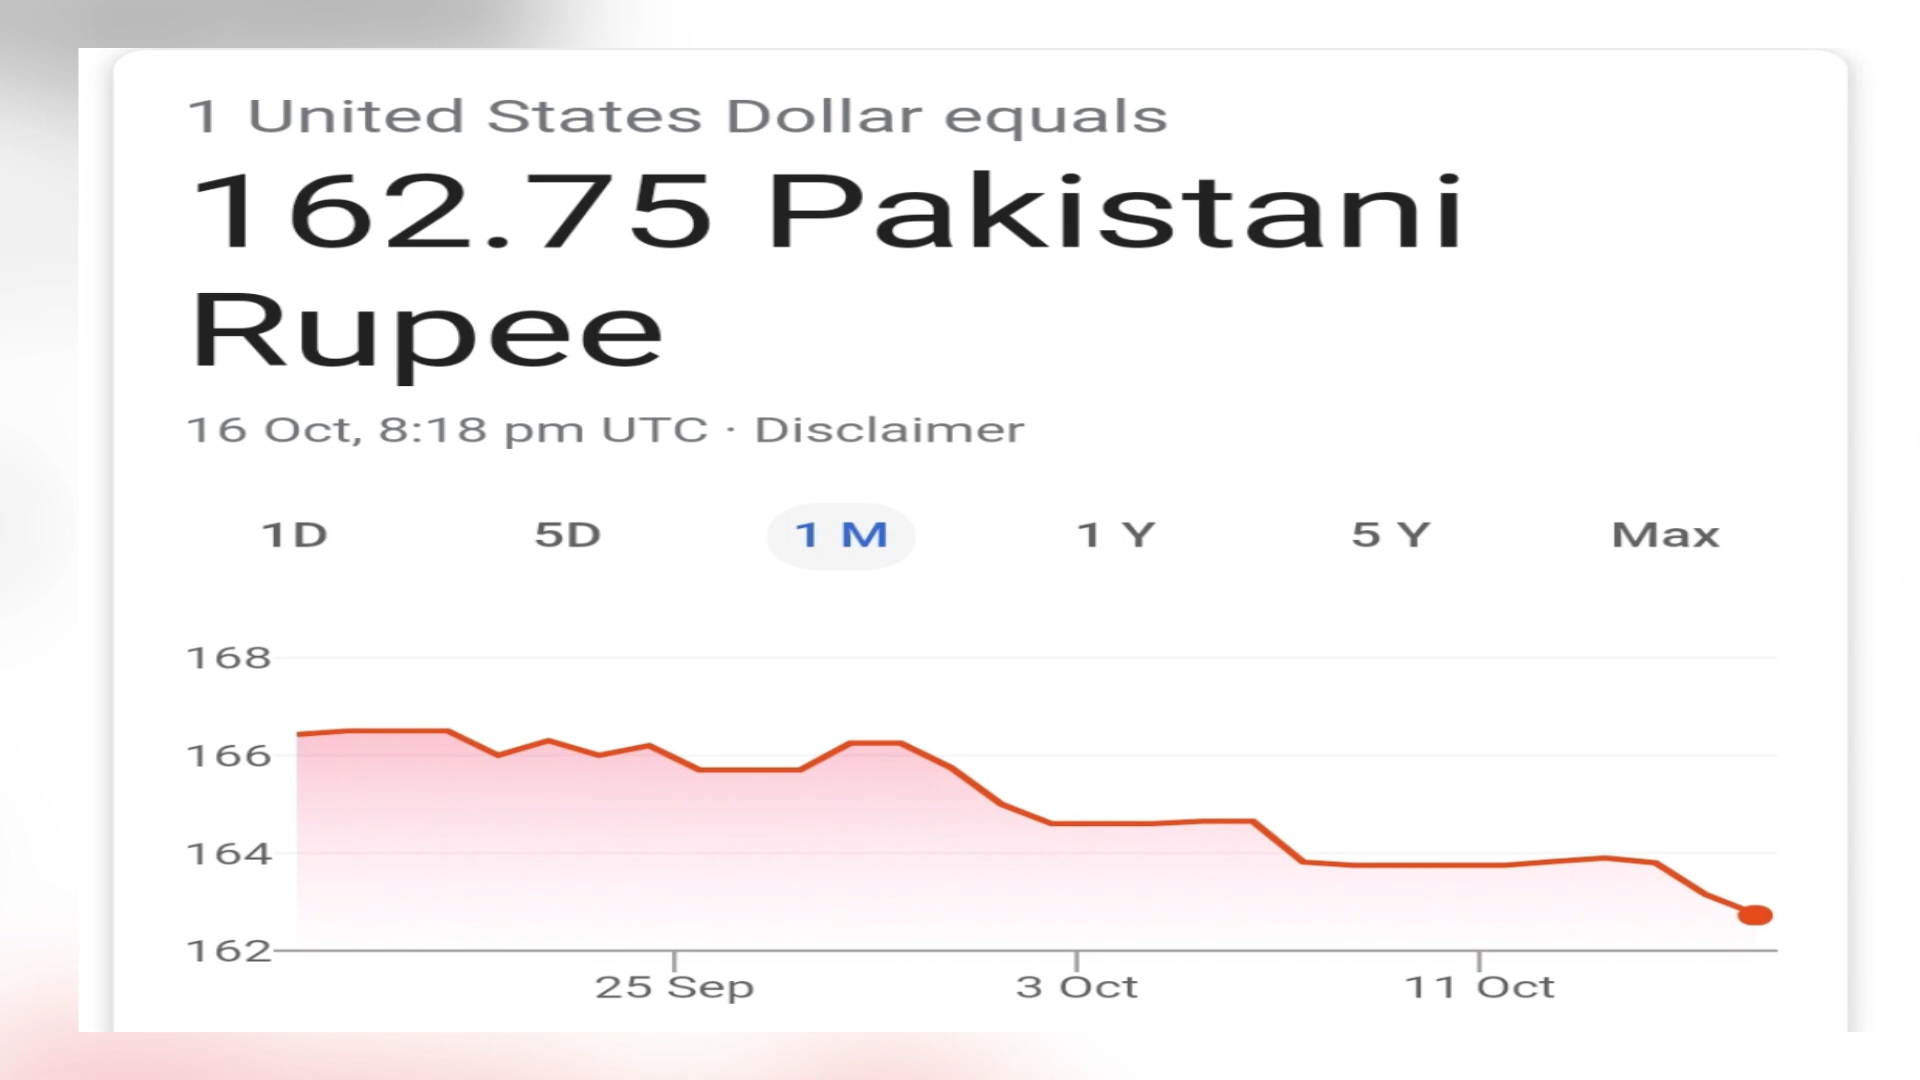 1 United States Dollar equals
162.75 Pakistani
Rupee
16 Oct, 8:18 pm UTC · Disclaimer
1D 5D 1 M 1 Y 5 Y Max
168
166
164
162
25 Sep 3 Oct 11 Oct